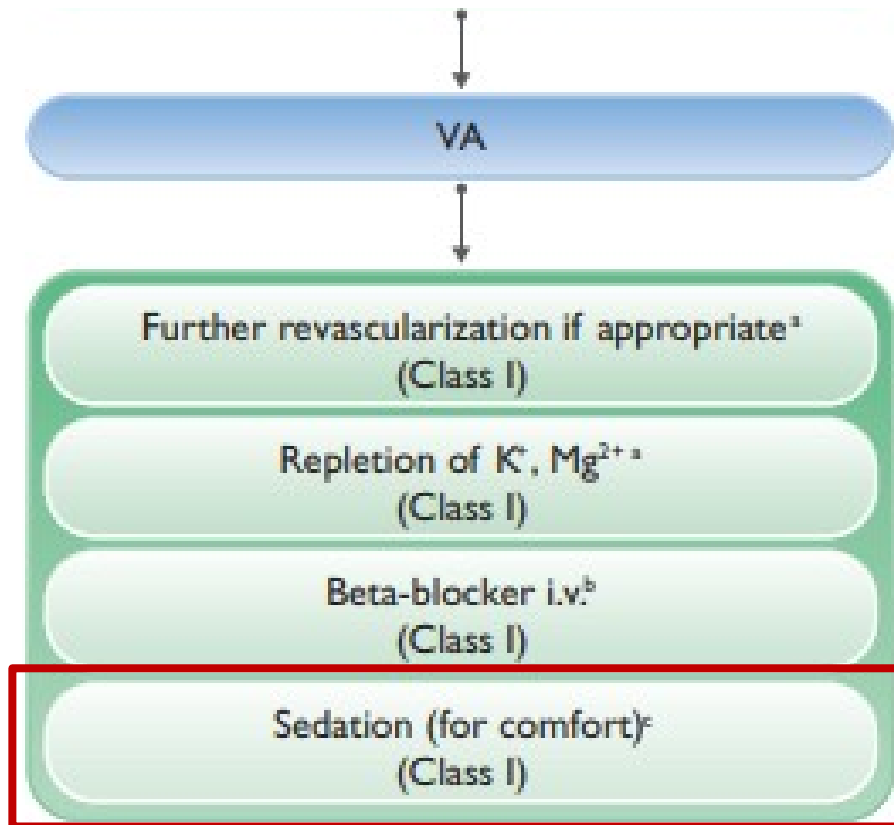 VA
Further revascularization if appropriateᵃ
(Class I)
Repletion of K⁺, Mg²⁺ ᵃ
(Class I)
Beta-blocker i.v.ᵇ
(Class I)
Sedation (for comfort)ᶜ
(Class I)